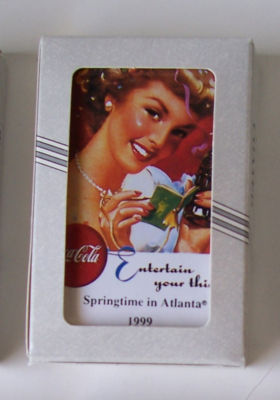 Cola
Entertain
your thi
Springtime in Atlanta®
1999